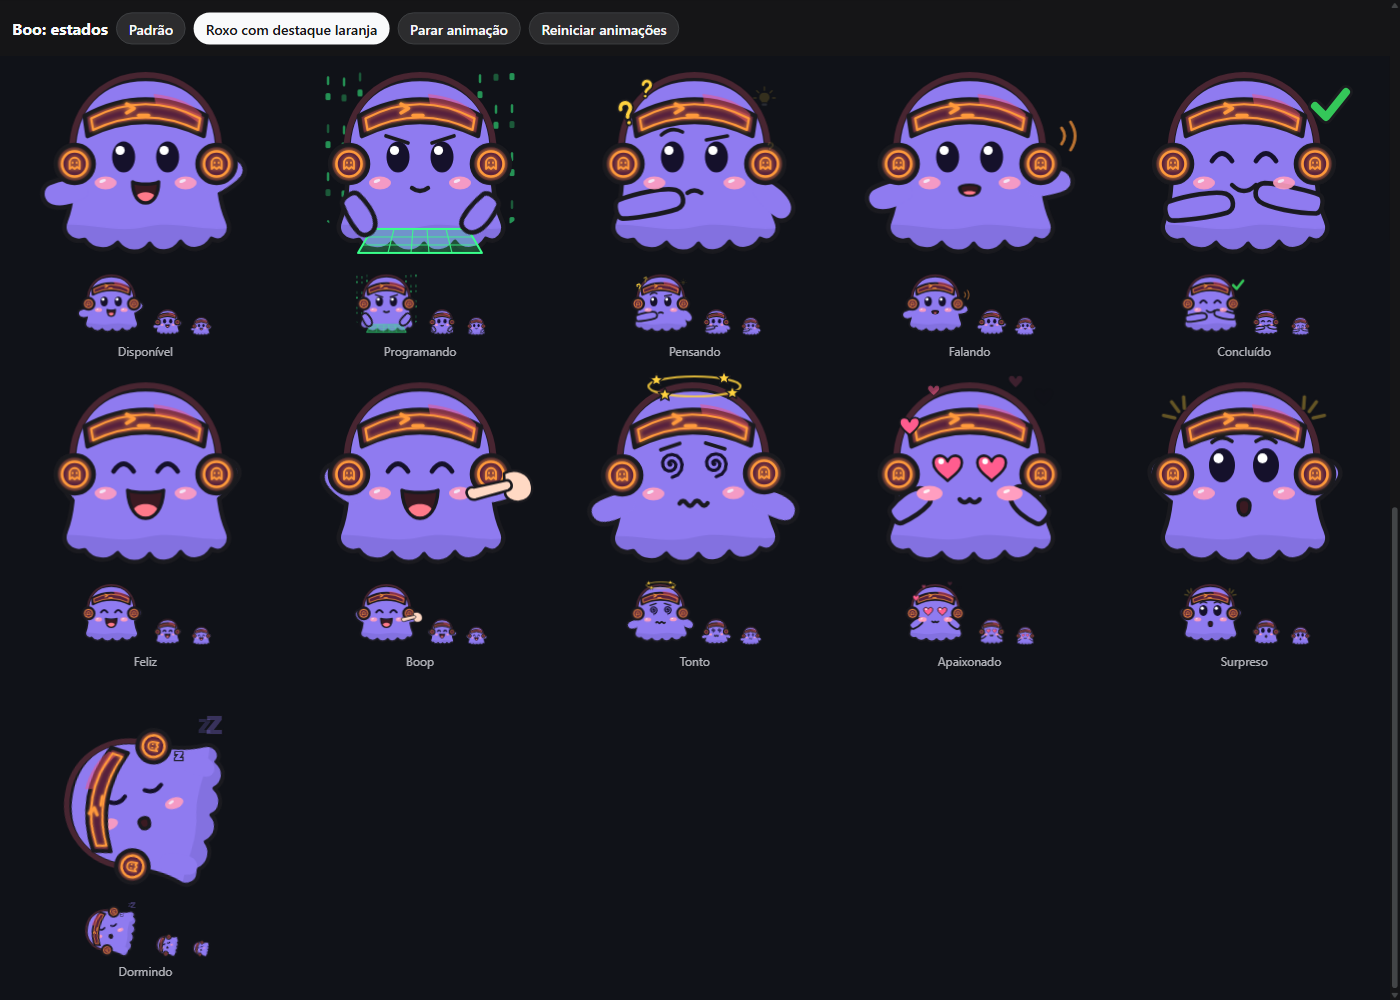 Boo: estados Padrão Roxo com destaque laranja Parar animação Reiniciar animações
>_ >_ >_ >_ >_
? ?
Disponível Programando Pensando Falando Concluído
>_ >_ >_ >_ >_
Feliz Boop Tonto Apaixonado Surpreso
zZ
z
>_
Dormindo